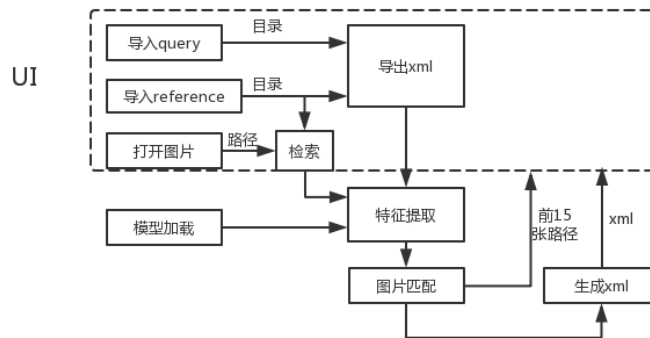 UI
导入query
目录
导出xml
导入reference
目录
打开图片
路径
检索
模型加载
特征提取
前15
张路径
xml
图片匹配
生成xml